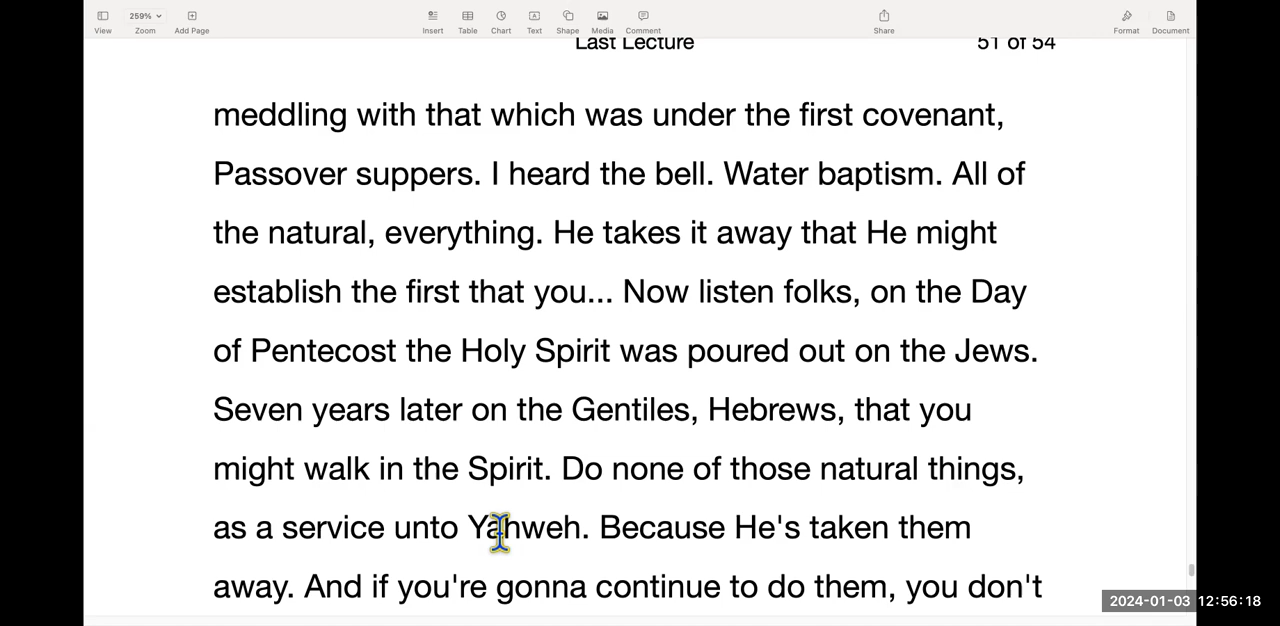 259%
View
Zoom
Add Page
Insert
Table
Chart
Text
Shape
Media
Comment
Share
Format
Document
Last Lecture 51 of 54
meddling with that which was under the first covenant,
Passover suppers. I heard the bell. Water baptism. All of
the natural, everything. He takes it away that He might
establish the first that you... Now listen folks, on the Day
of Pentecost the Holy Spirit was poured out on the Jews.
Seven years later on the Gentiles, Hebrews, that you
might walk in the Spirit. Do none of those natural things,
as a service unto Yahweh. Because He's taken them
away. And if you're gonna continue to do them, you don't
2024-01-03 12:56:18